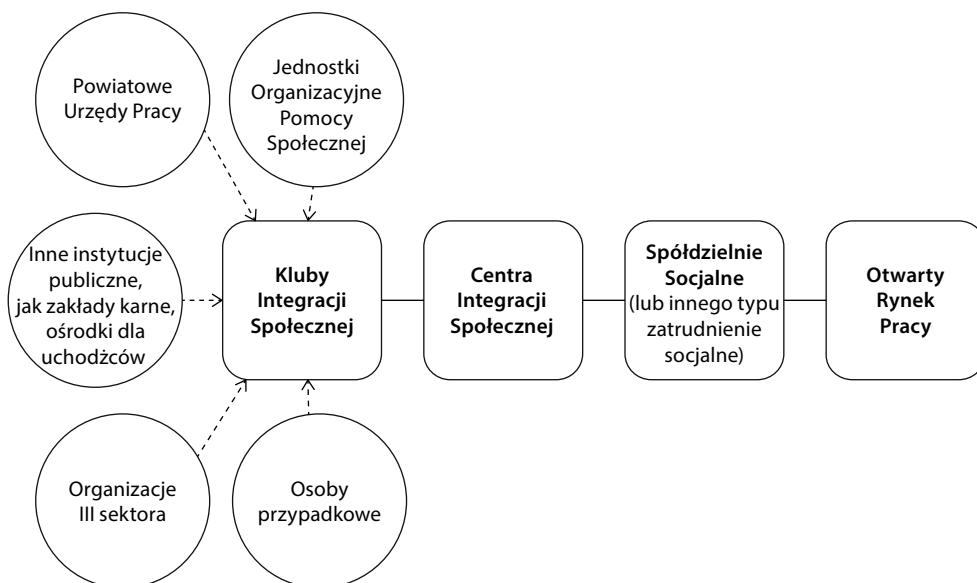 Powiatowe
Urzędy Pracy
Jednostki
Organizacyjne
Pomocy
Społecznej
Inne instytucje
publiczne,
jak zakłady karne,
ośrodki dla
uchodżców
Kluby
Integracji
Społecznej
Centra
Integracji
Społecznej
Spółdzielnie
Socjalne
(lub innego typu
zatrudnienie
socjalne)
Otwarty
Rynek
Pracy
Organizacje
III sektora
Osoby
przypadkowe